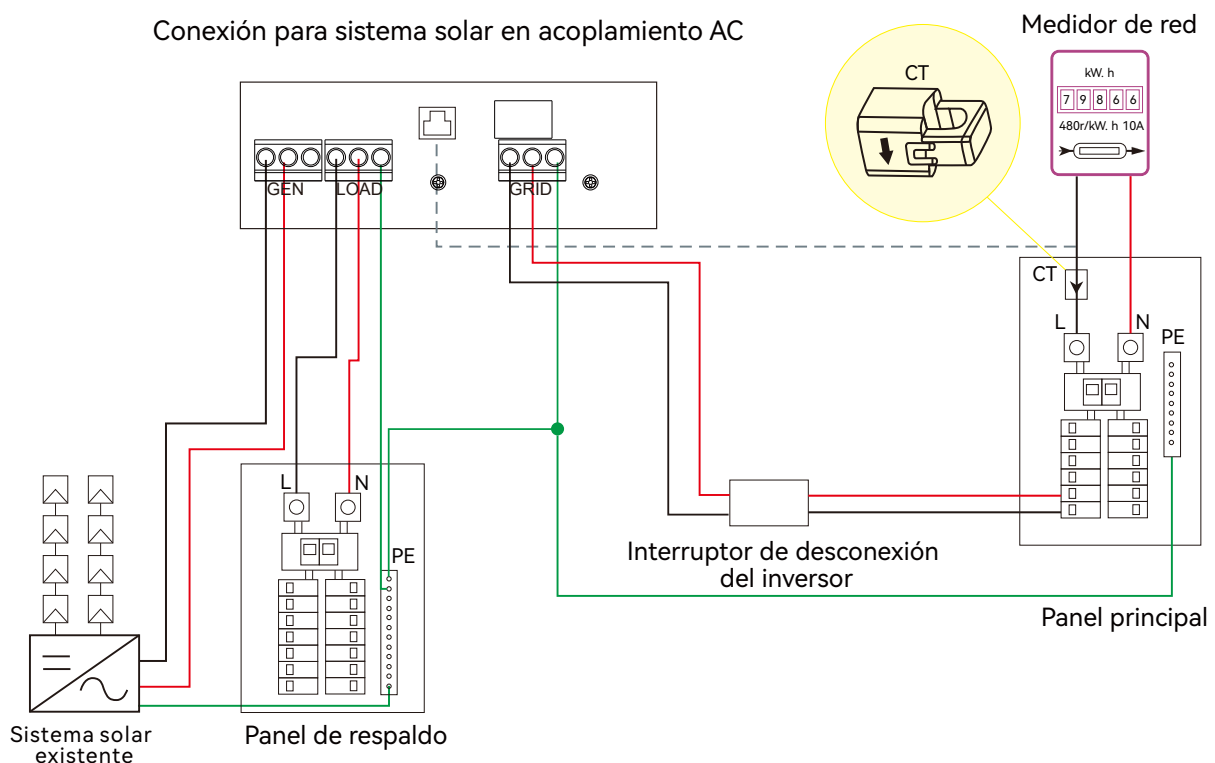 Conexión para sistema solar en acoplamiento AC
Medidor de red
CT
kW. h
7 9 8 6 6
480r/kW. h 10A
GEN
LOAD
GRID
CT
L
N
PE
L
N
PE
Interruptor de desconexión
del inversor
Panel principal
Sistema solar
existente
Panel de respaldo